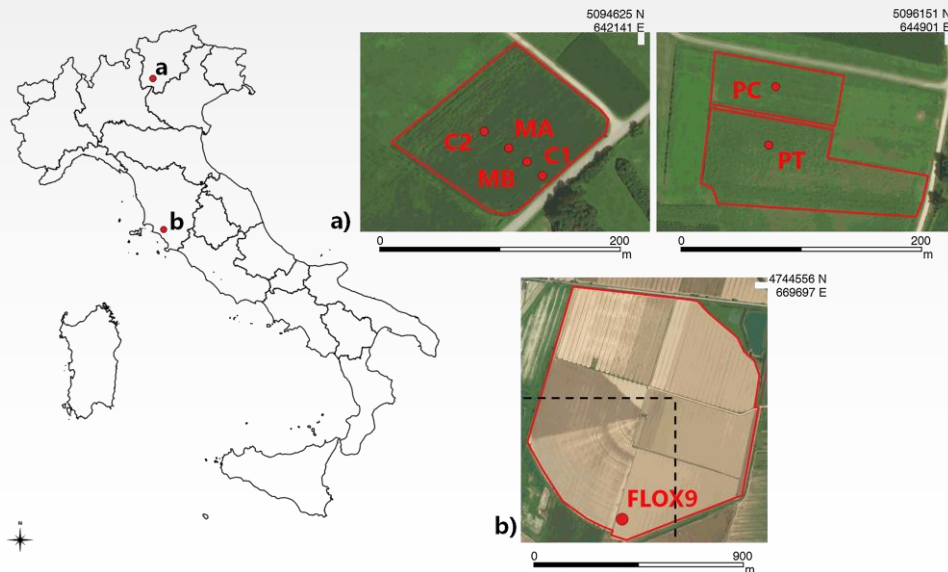 5094625 N
642141 E
5096151 N
644901 E
a
b
a)
C2
MA
C1
MB
PC
PT
0
200
m
0
200
m
4744556 N
669697 E
FLOX9
b)
0
900
m
N